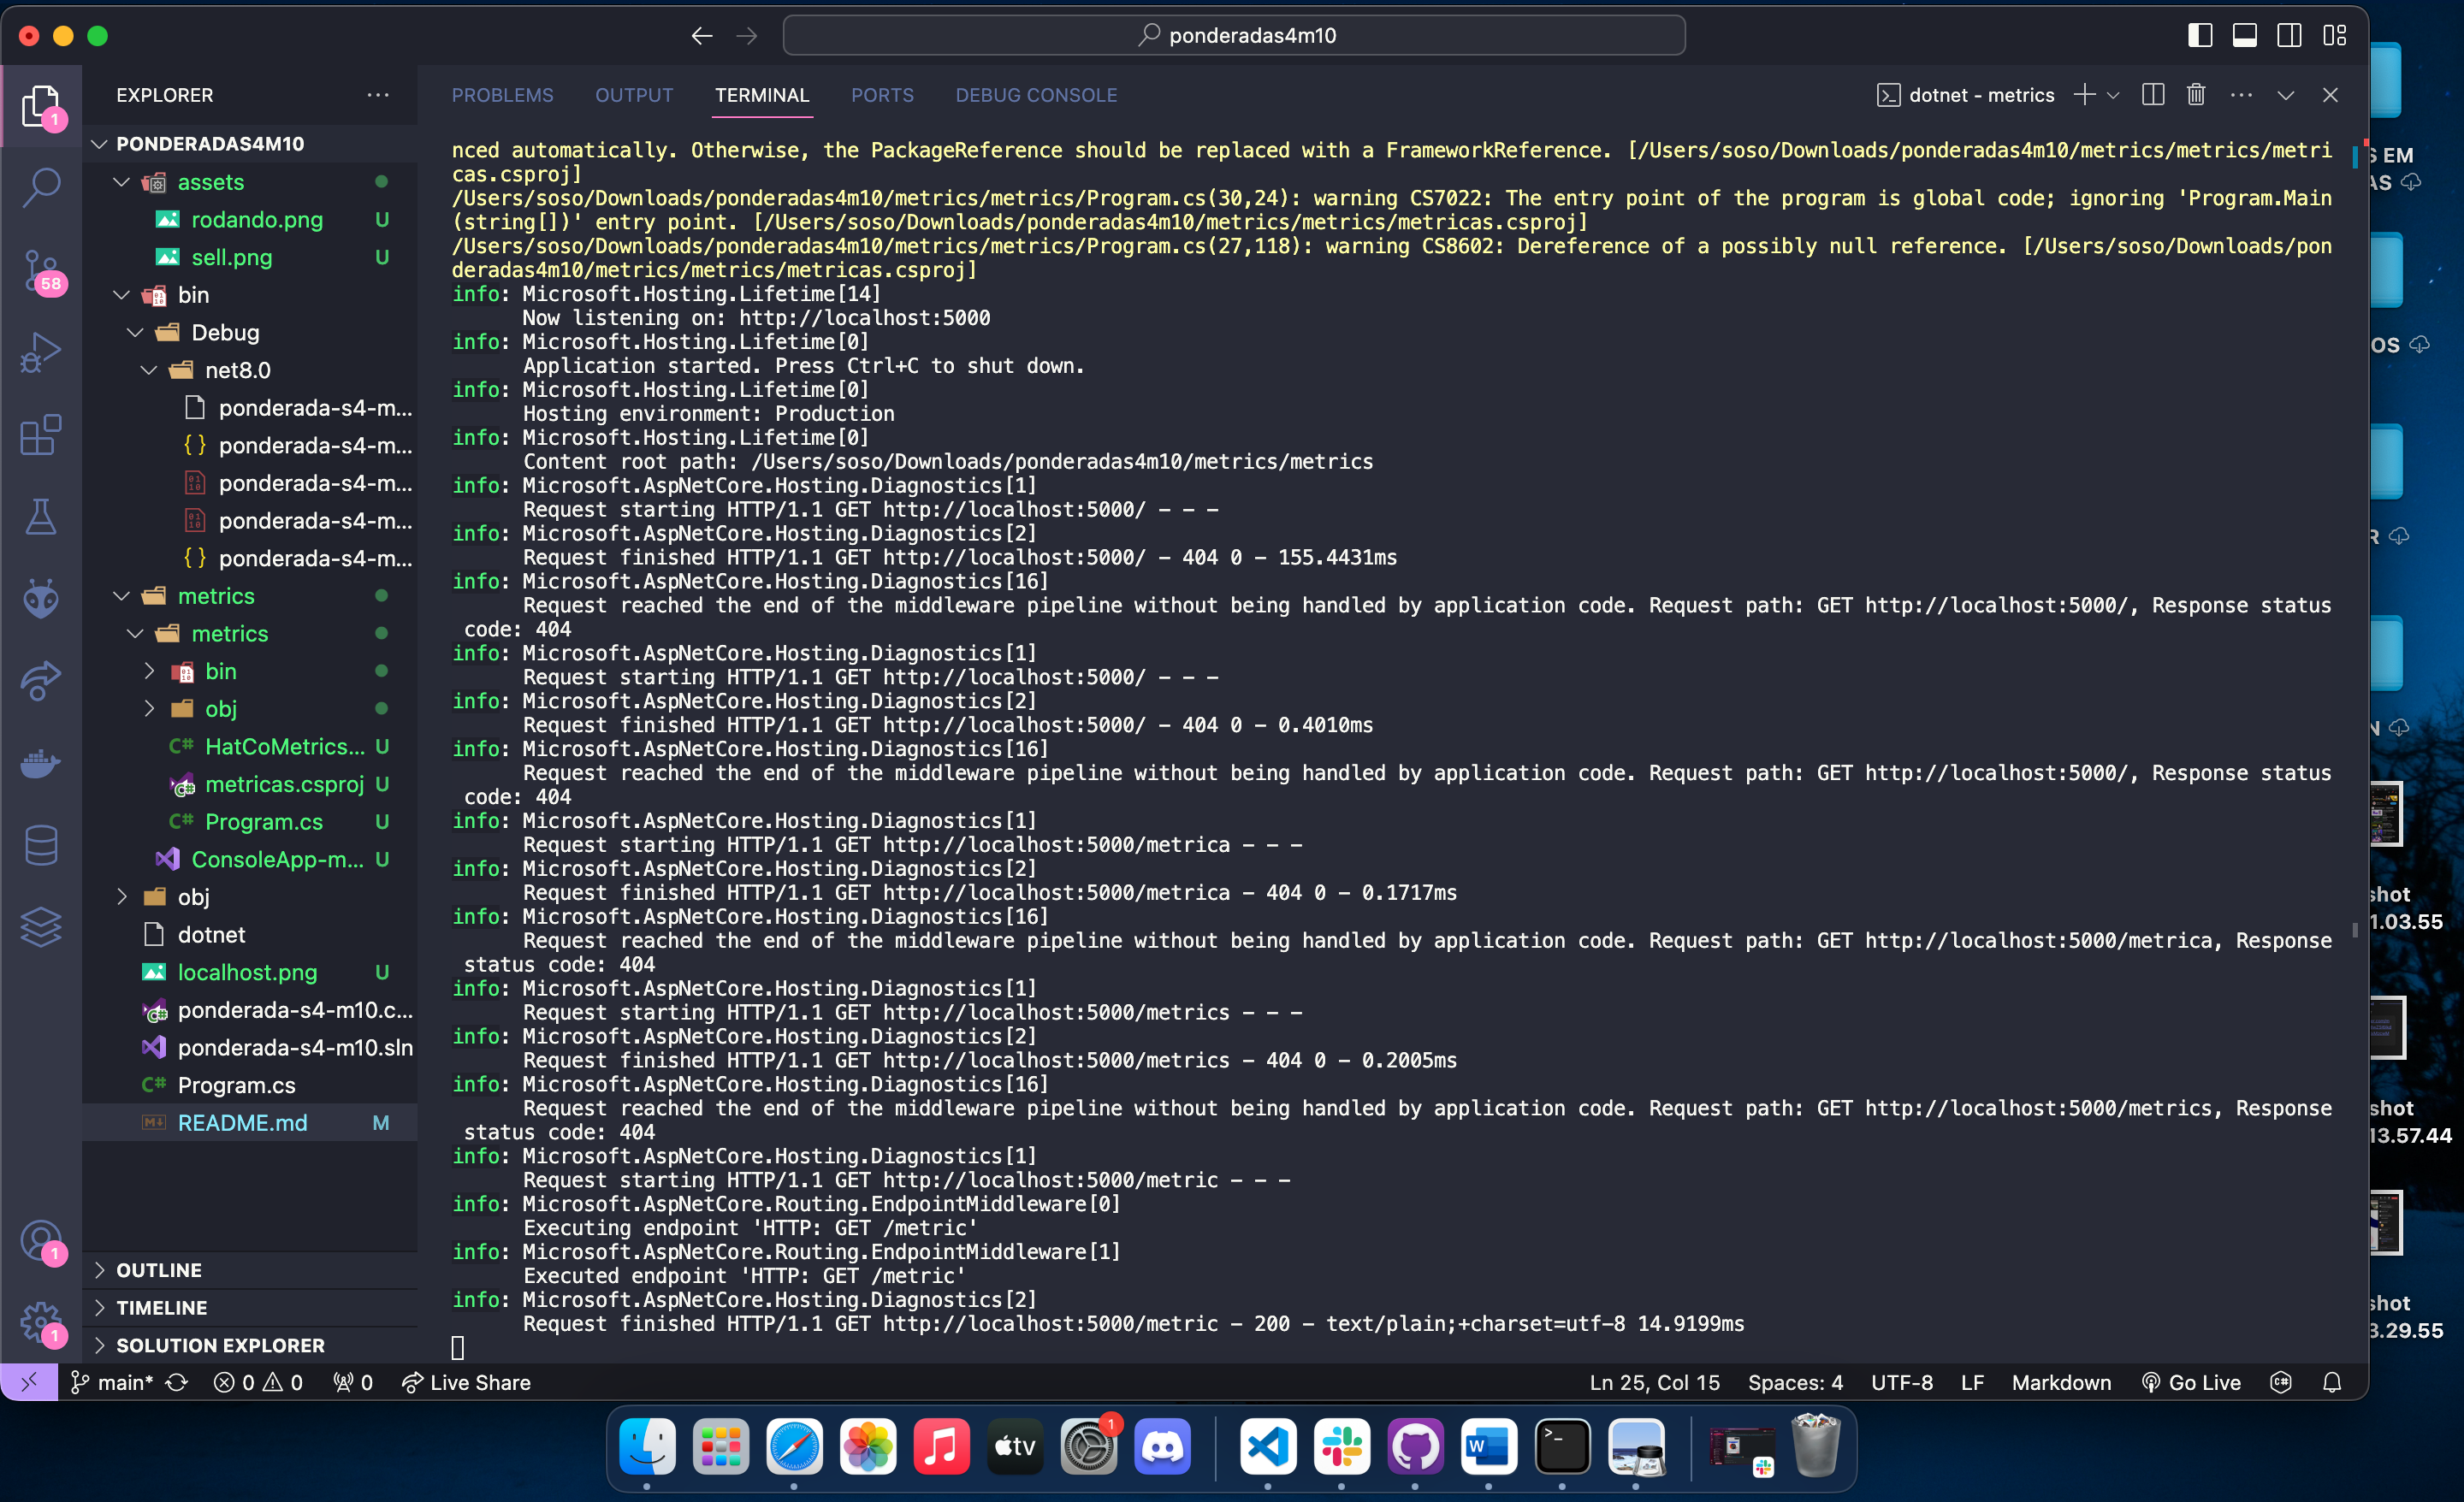 ponderadas4m10
EXPLORER
PROBLEMS OUTPUT TERMINAL PORTS DEBUG CONSOLE
dotnet - metrics
1
PONDERADAS4M10
assets
rodando.png U
sell.png U
58
bin
Debug
net8.0
ponderada-s4-m...
ponderada-s4-m...
ponderada-s4-m...
ponderada-s4-m...
ponderada-s4-m...
metrics
metrics
bin
obj
C# HatCoMetrics... U
metricas.csproj U
C# Program.cs U
ConsoleApp-m... U
obj
dotnet
localhost.png U
ponderada-s4-m10.c...
ponderada-s4-m10.sln
C# Program.cs
README.md M
1
OUTLINE
TIMELINE
1
SOLUTION EXPLORER
nced automatically. Otherwise, the PackageReference should be replaced with a FrameworkReference. [/Users/soso/Downloads/ponderadas4m10/metrics/metrics/metri
cas.csproj]
/Users/soso/Downloads/ponderadas4m10/metrics/metrics/Program.cs(30,24): warning CS7022: The entry point of the program is global code; ignoring 'Program.Main
(string[])' entry point. [/Users/soso/Downloads/ponderadas4m10/metrics/metrics/metricas.csproj]
/Users/soso/Downloads/ponderadas4m10/metrics/metrics/Program.cs(27,118): warning CS8602: Dereference of a possibly null reference. [/Users/soso/Downloads/pon
deradas4m10/metrics/metrics/metricas.csproj]
info: Microsoft.Hosting.Lifetime[14]
Now listening on: http://localhost:5000
info: Microsoft.Hosting.Lifetime[0]
Application started. Press Ctrl+C to shut down.
info: Microsoft.Hosting.Lifetime[0]
Hosting environment: Production
info: Microsoft.Hosting.Lifetime[0]
Content root path: /Users/soso/Downloads/ponderadas4m10/metrics/metrics
info: Microsoft.AspNetCore.Hosting.Diagnostics[1]
Request starting HTTP/1.1 GET http://localhost:5000/ - - -
info: Microsoft.AspNetCore.Hosting.Diagnostics[2]
Request finished HTTP/1.1 GET http://localhost:5000/ - 404 0 - 155.4431ms
info: Microsoft.AspNetCore.Hosting.Diagnostics[16]
Request reached the end of the middleware pipeline without being handled by application code. Request path: GET http://localhost:5000/, Response status
code: 404
info: Microsoft.AspNetCore.Hosting.Diagnostics[1]
Request starting HTTP/1.1 GET http://localhost:5000/ - - -
info: Microsoft.AspNetCore.Hosting.Diagnostics[2]
Request finished HTTP/1.1 GET http://localhost:5000/ - 404 0 - 0.4010ms
info: Microsoft.AspNetCore.Hosting.Diagnostics[16]
Request reached the end of the middleware pipeline without being handled by application code. Request path: GET http://localhost:5000/, Response status
code: 404
info: Microsoft.AspNetCore.Hosting.Diagnostics[1]
Request starting HTTP/1.1 GET http://localhost:5000/metrica - - -
info: Microsoft.AspNetCore.Hosting.Diagnostics[2]
Request finished HTTP/1.1 GET http://localhost:5000/metrica - 404 0 - 0.1717ms
info: Microsoft.AspNetCore.Hosting.Diagnostics[16]
Request reached the end of the middleware pipeline without being handled by application code. Request path: GET http://localhost:5000/metrica, Response
status code: 404
info: Microsoft.AspNetCore.Hosting.Diagnostics[1]
Request starting HTTP/1.1 GET http://localhost:5000/metrics - - -
info: Microsoft.AspNetCore.Hosting.Diagnostics[2]
Request finished HTTP/1.1 GET http://localhost:5000/metrics - 404 0 - 0.2005ms
info: Microsoft.AspNetCore.Hosting.Diagnostics[16]
Request reached the end of the middleware pipeline without being handled by application code. Request path: GET http://localhost:5000/metrics, Response
status code: 404
info: Microsoft.AspNetCore.Hosting.Diagnostics[1]
Request starting HTTP/1.1 GET http://localhost:5000/metric - - -
info: Microsoft.AspNetCore.Routing.EndpointMiddleware[0]
Executing endpoint 'HTTP: GET /metric'
info: Microsoft.AspNetCore.Routing.EndpointMiddleware[1]
Executed endpoint 'HTTP: GET /metric'
info: Microsoft.AspNetCore.Hosting.Diagnostics[2]
Request finished HTTP/1.1 GET http://localhost:5000/metric - 200 - text/plain;+charset=utf-8 14.9199ms
main* 0 0 0 Live Share
Ln 25, Col 15 Spaces: 4 UTF-8 LF Markdown Go Live
S EM
AS
OS
R
N
shot
1.03.55
shot
13.57.44
shot
3.29.55
tv
1
W